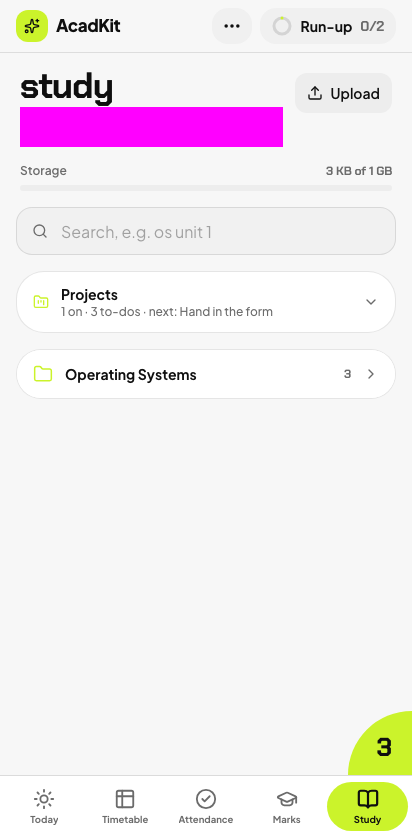 AcadKit
Run-up 0/2
study
Upload
Storage
3 KB of 1 GB
Search, e.g. os unit 1
Projects
1 on · 3 to-dos · next: Hand in the form
Operating Systems
3
3
Today
Timetable
Attendance
Marks
Study